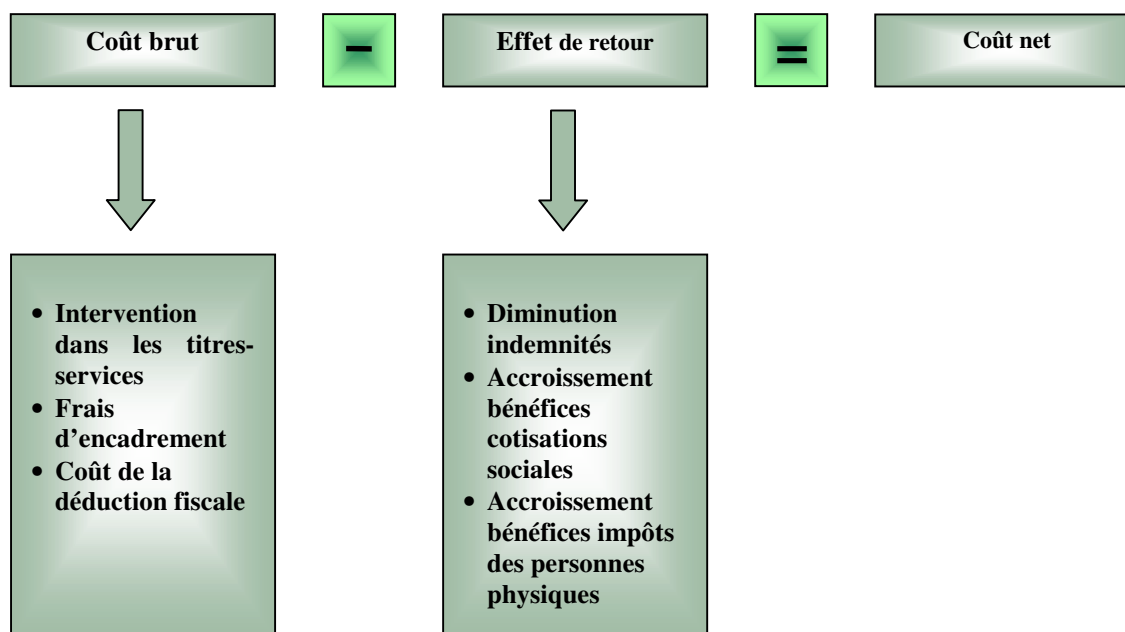 Coût brut
−
Effet de retour
=
Coût net
• Intervention
dans les titres-
services
• Frais
d’encadrement
• Coût de la
déduction fiscale
• Diminution
indemnités
• Accroissement
bénéfices
cotisations
sociales
• Accroissement
bénéfices impôts
des personnes
physiques